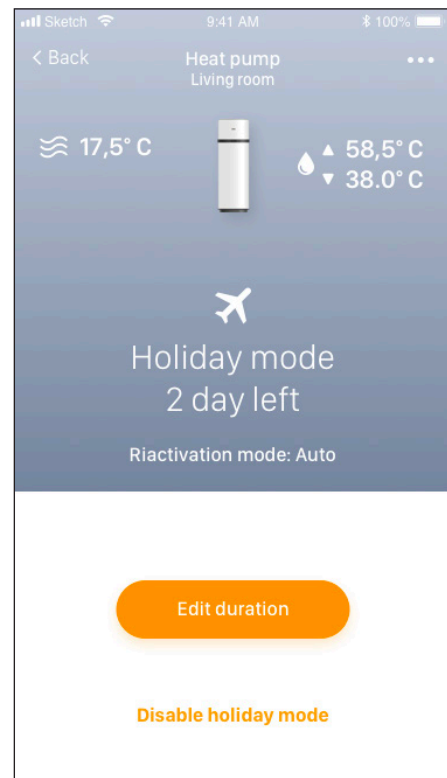 Sketch 9:41 AM 100%
< Back Heat pump
Living room
17,5° C ▲ 58,5° C
▼ 38.0° C
Holiday mode
2 day left
Riactivation mode: Auto
Edit duration
Disable holiday mode